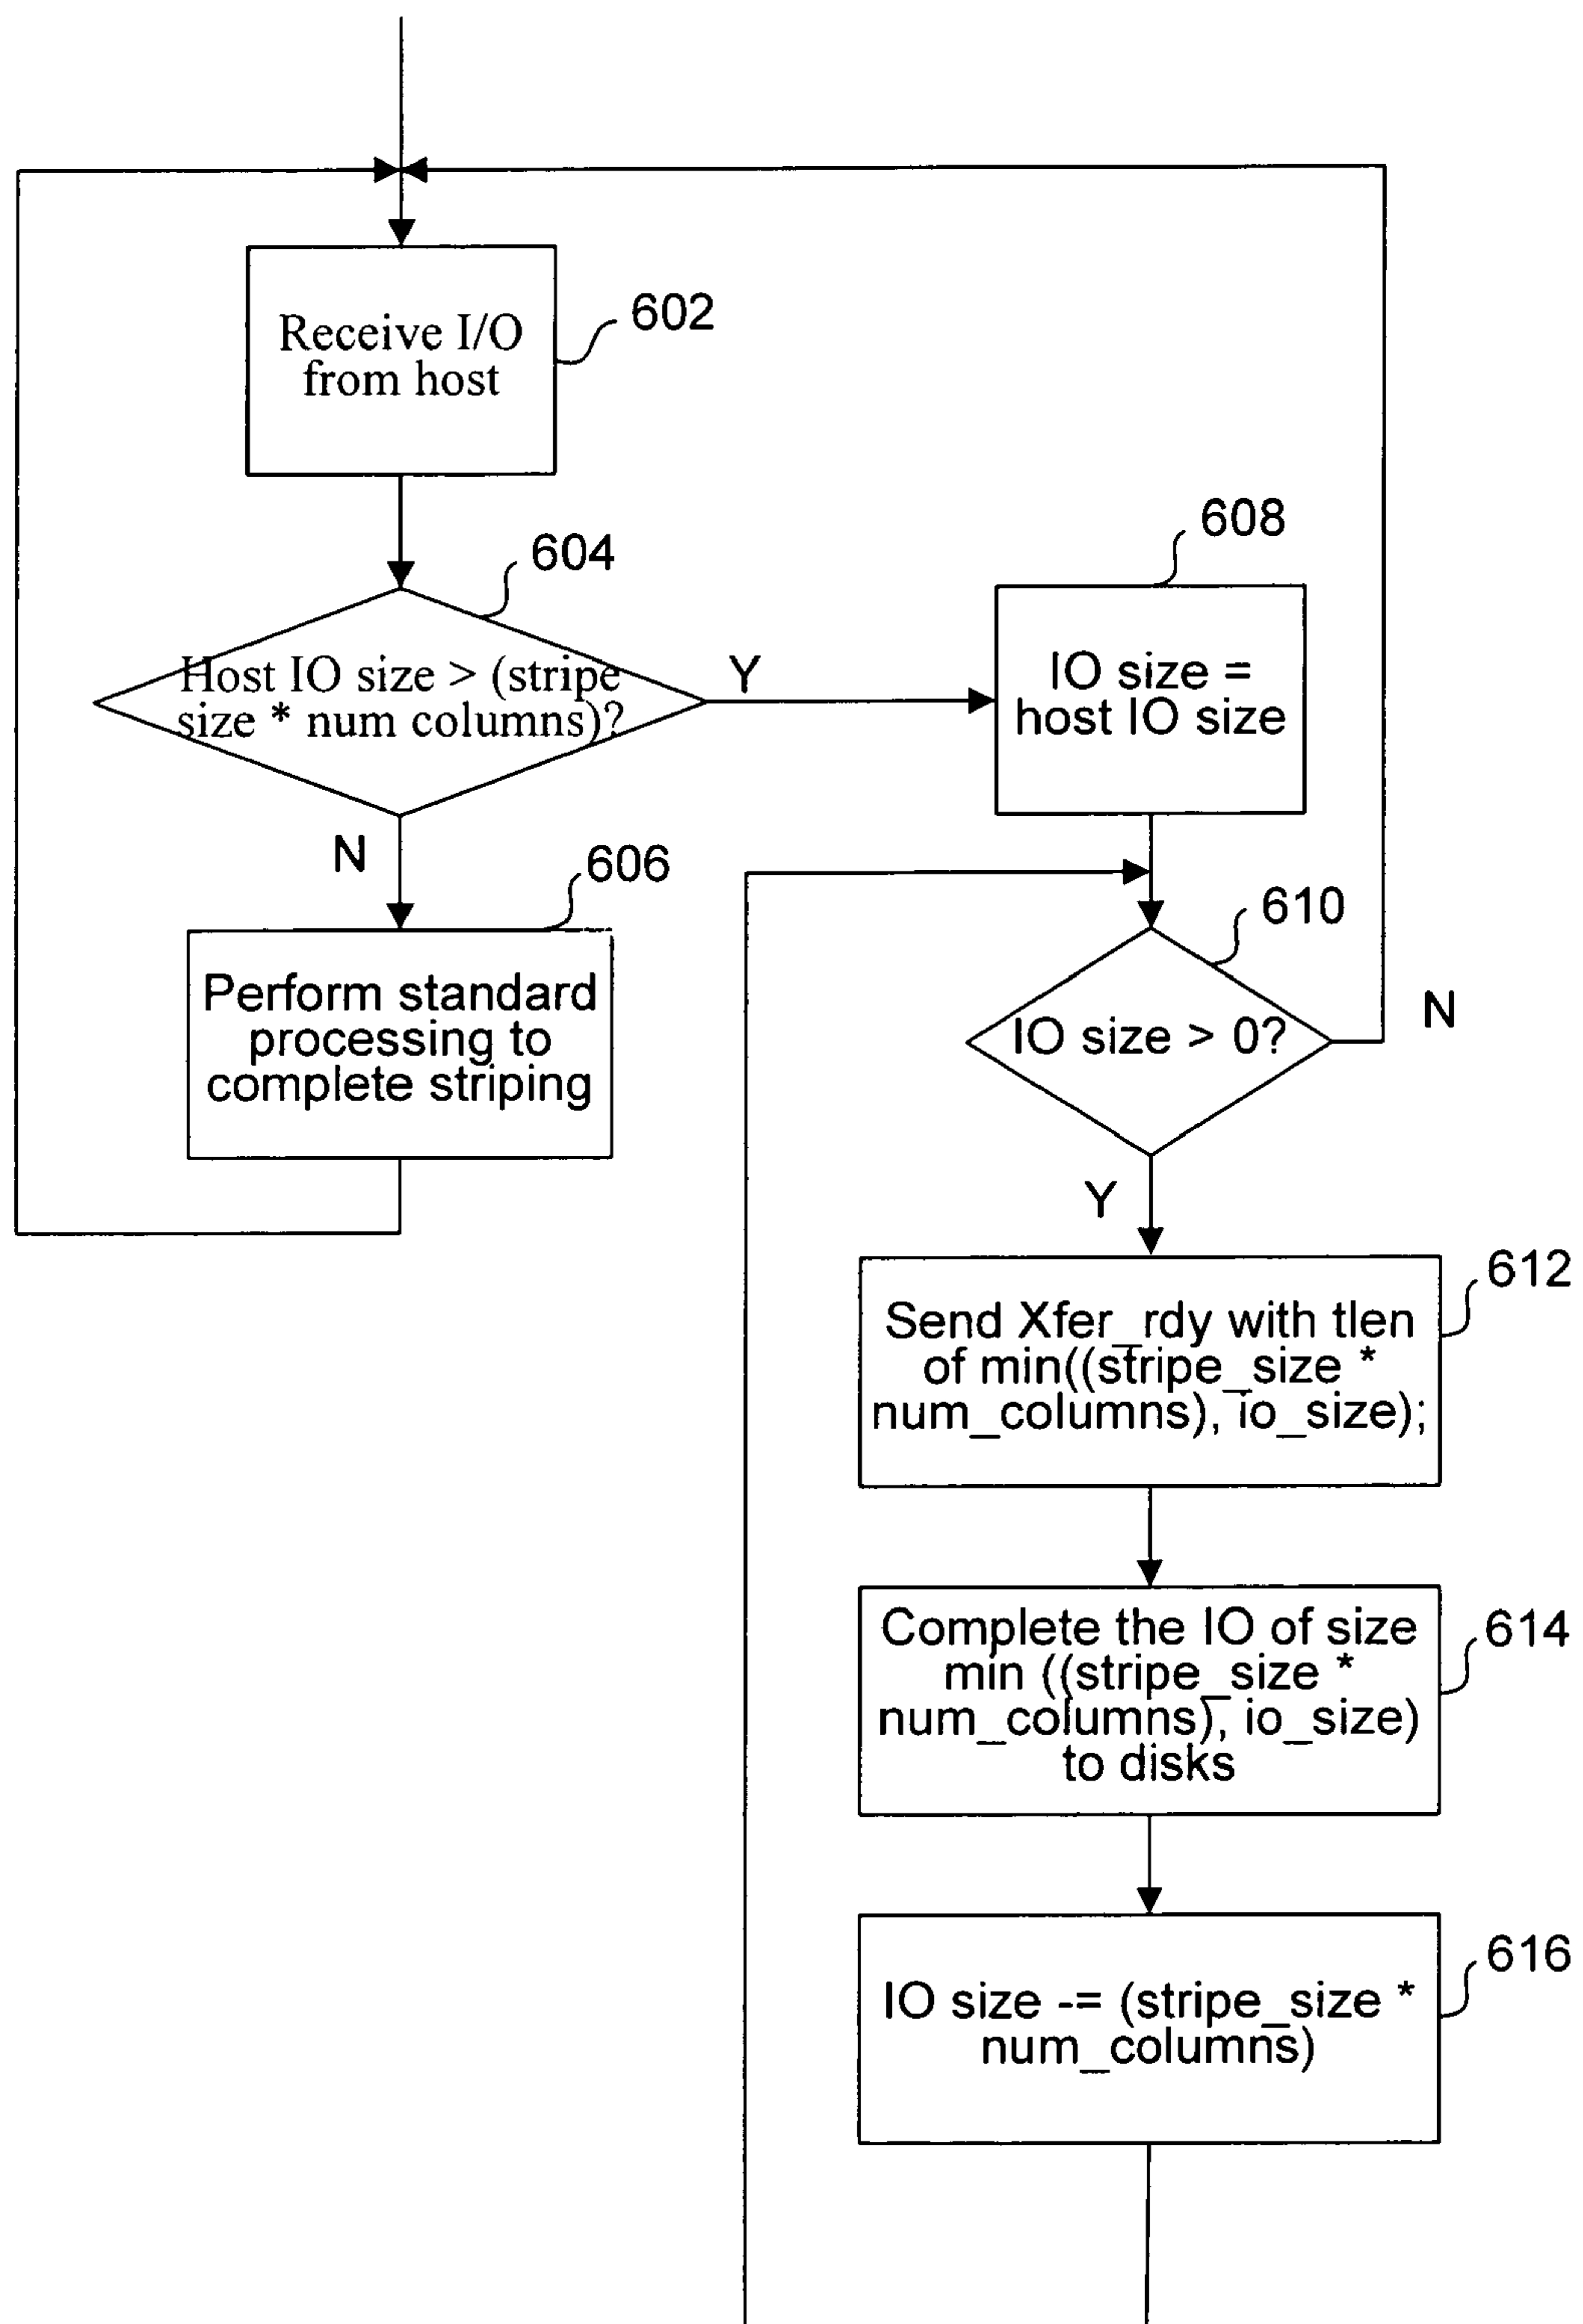 Receive I/O
from host
602
604
Host IO size > (stripe
size * num columns)?
Y
N
608
IO size =
host IO size
606
Perform standard
processing to
complete striping
610
IO size > 0?
N
Y
612
Send Xfer_rdy with tlen
of min((stripe_size *
num_columns), io_size);
614
Complete the IO of size
min ((stripe_size *
num_columns), io_size)
to disks
616
IO size -= (stripe_size *
num_columns)